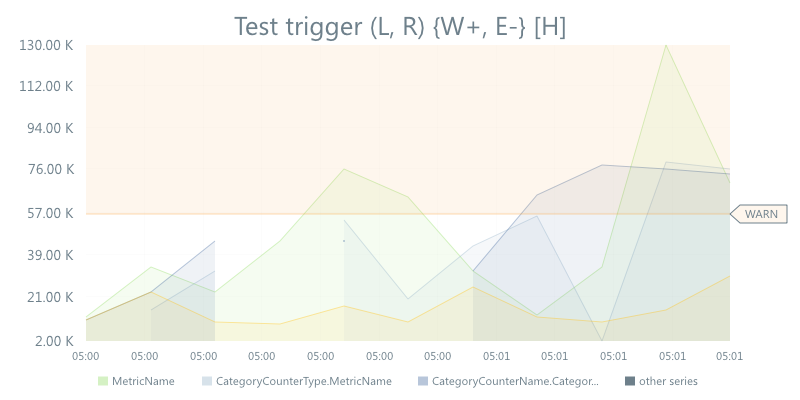 Test trigger (L, R) {W+, E-} [H]
130.00 K
112.00 K
94.00 K
76.00 K
57.00 K
WARN
39.00 K
21.00 K
2.00 K
05:00 05:00 05:00 05:00 05:00 05:00 05:00 05:01 05:01 05:01 05:01 05:01
MetricName CategoryCounterType.MetricName CategoryCounterName.Categor... other series